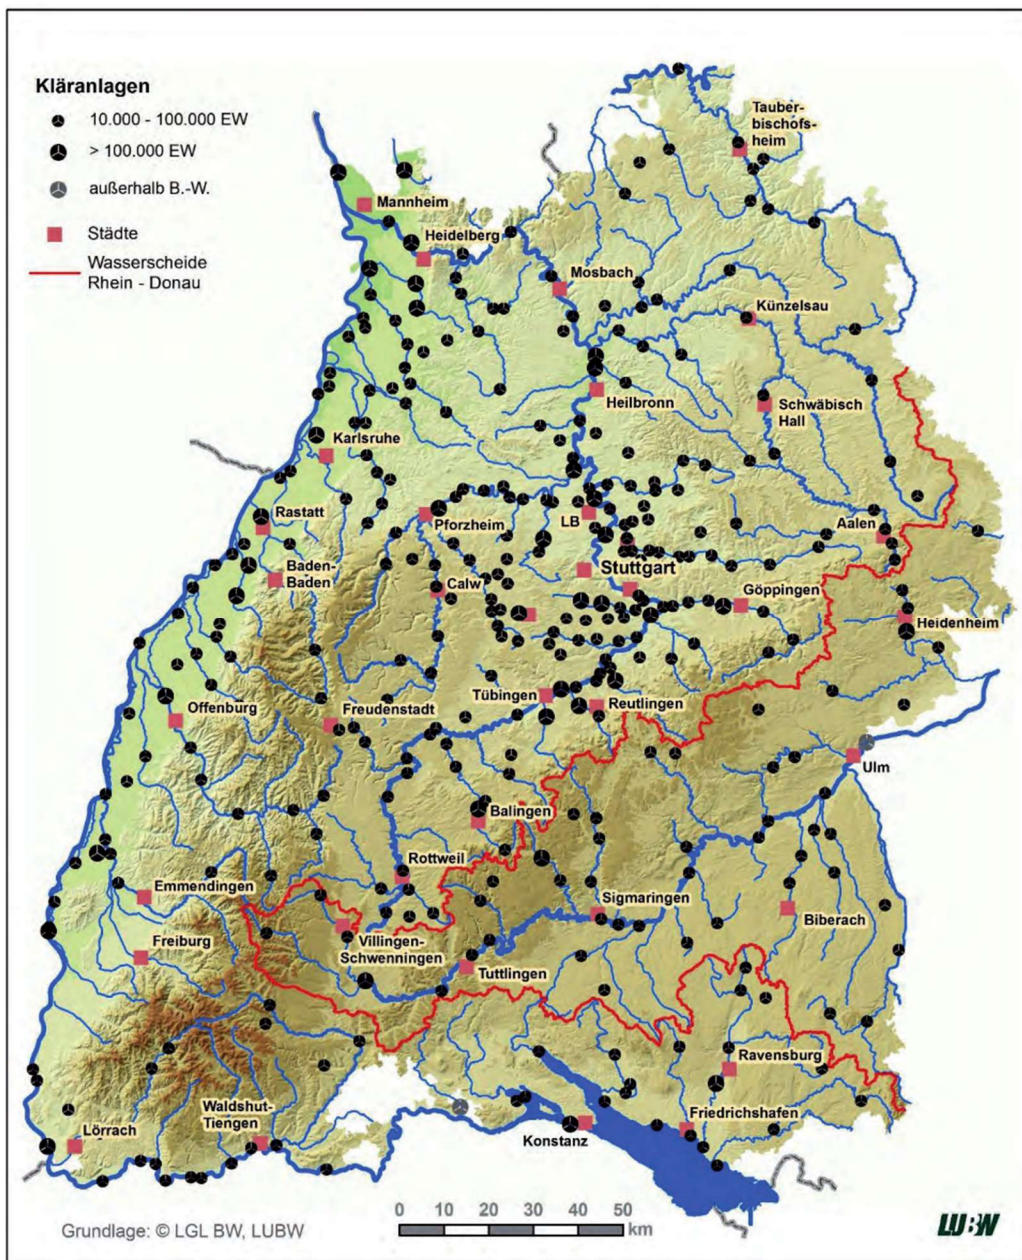 Kläranlagen
10.000 - 100.000 EW
> 100.000 EW
außerhalb B.-W.
Städte
Wasserscheide
Rhein - Donau
Tauber-
bischofs-
heim
Mannheim
Heidelberg
Mosbach
Künzelsau
Heilbronn
Schwäbisch
Hall
Karlsruhe
Rastatt
Pforzheim
LB
Aalen
Baden-
Baden
Stuttgart
Calw
Göppingen
Heidenheim
Tübingen
Reutlingen
Offenburg
Freudenstadt
Ulm
Balingen
Rottweil
Emmendingen
Sigmaringen
Biberach
Freiburg
Villingen-
Schwenningen
Tuttlingen
Ravensburg
Waldshut-
Tiengen
Friedrichshafen
Lörrach
Konstanz
0 10 20 30 40 50
km
Grundlage: © LGL BW, LUBW
LUBW